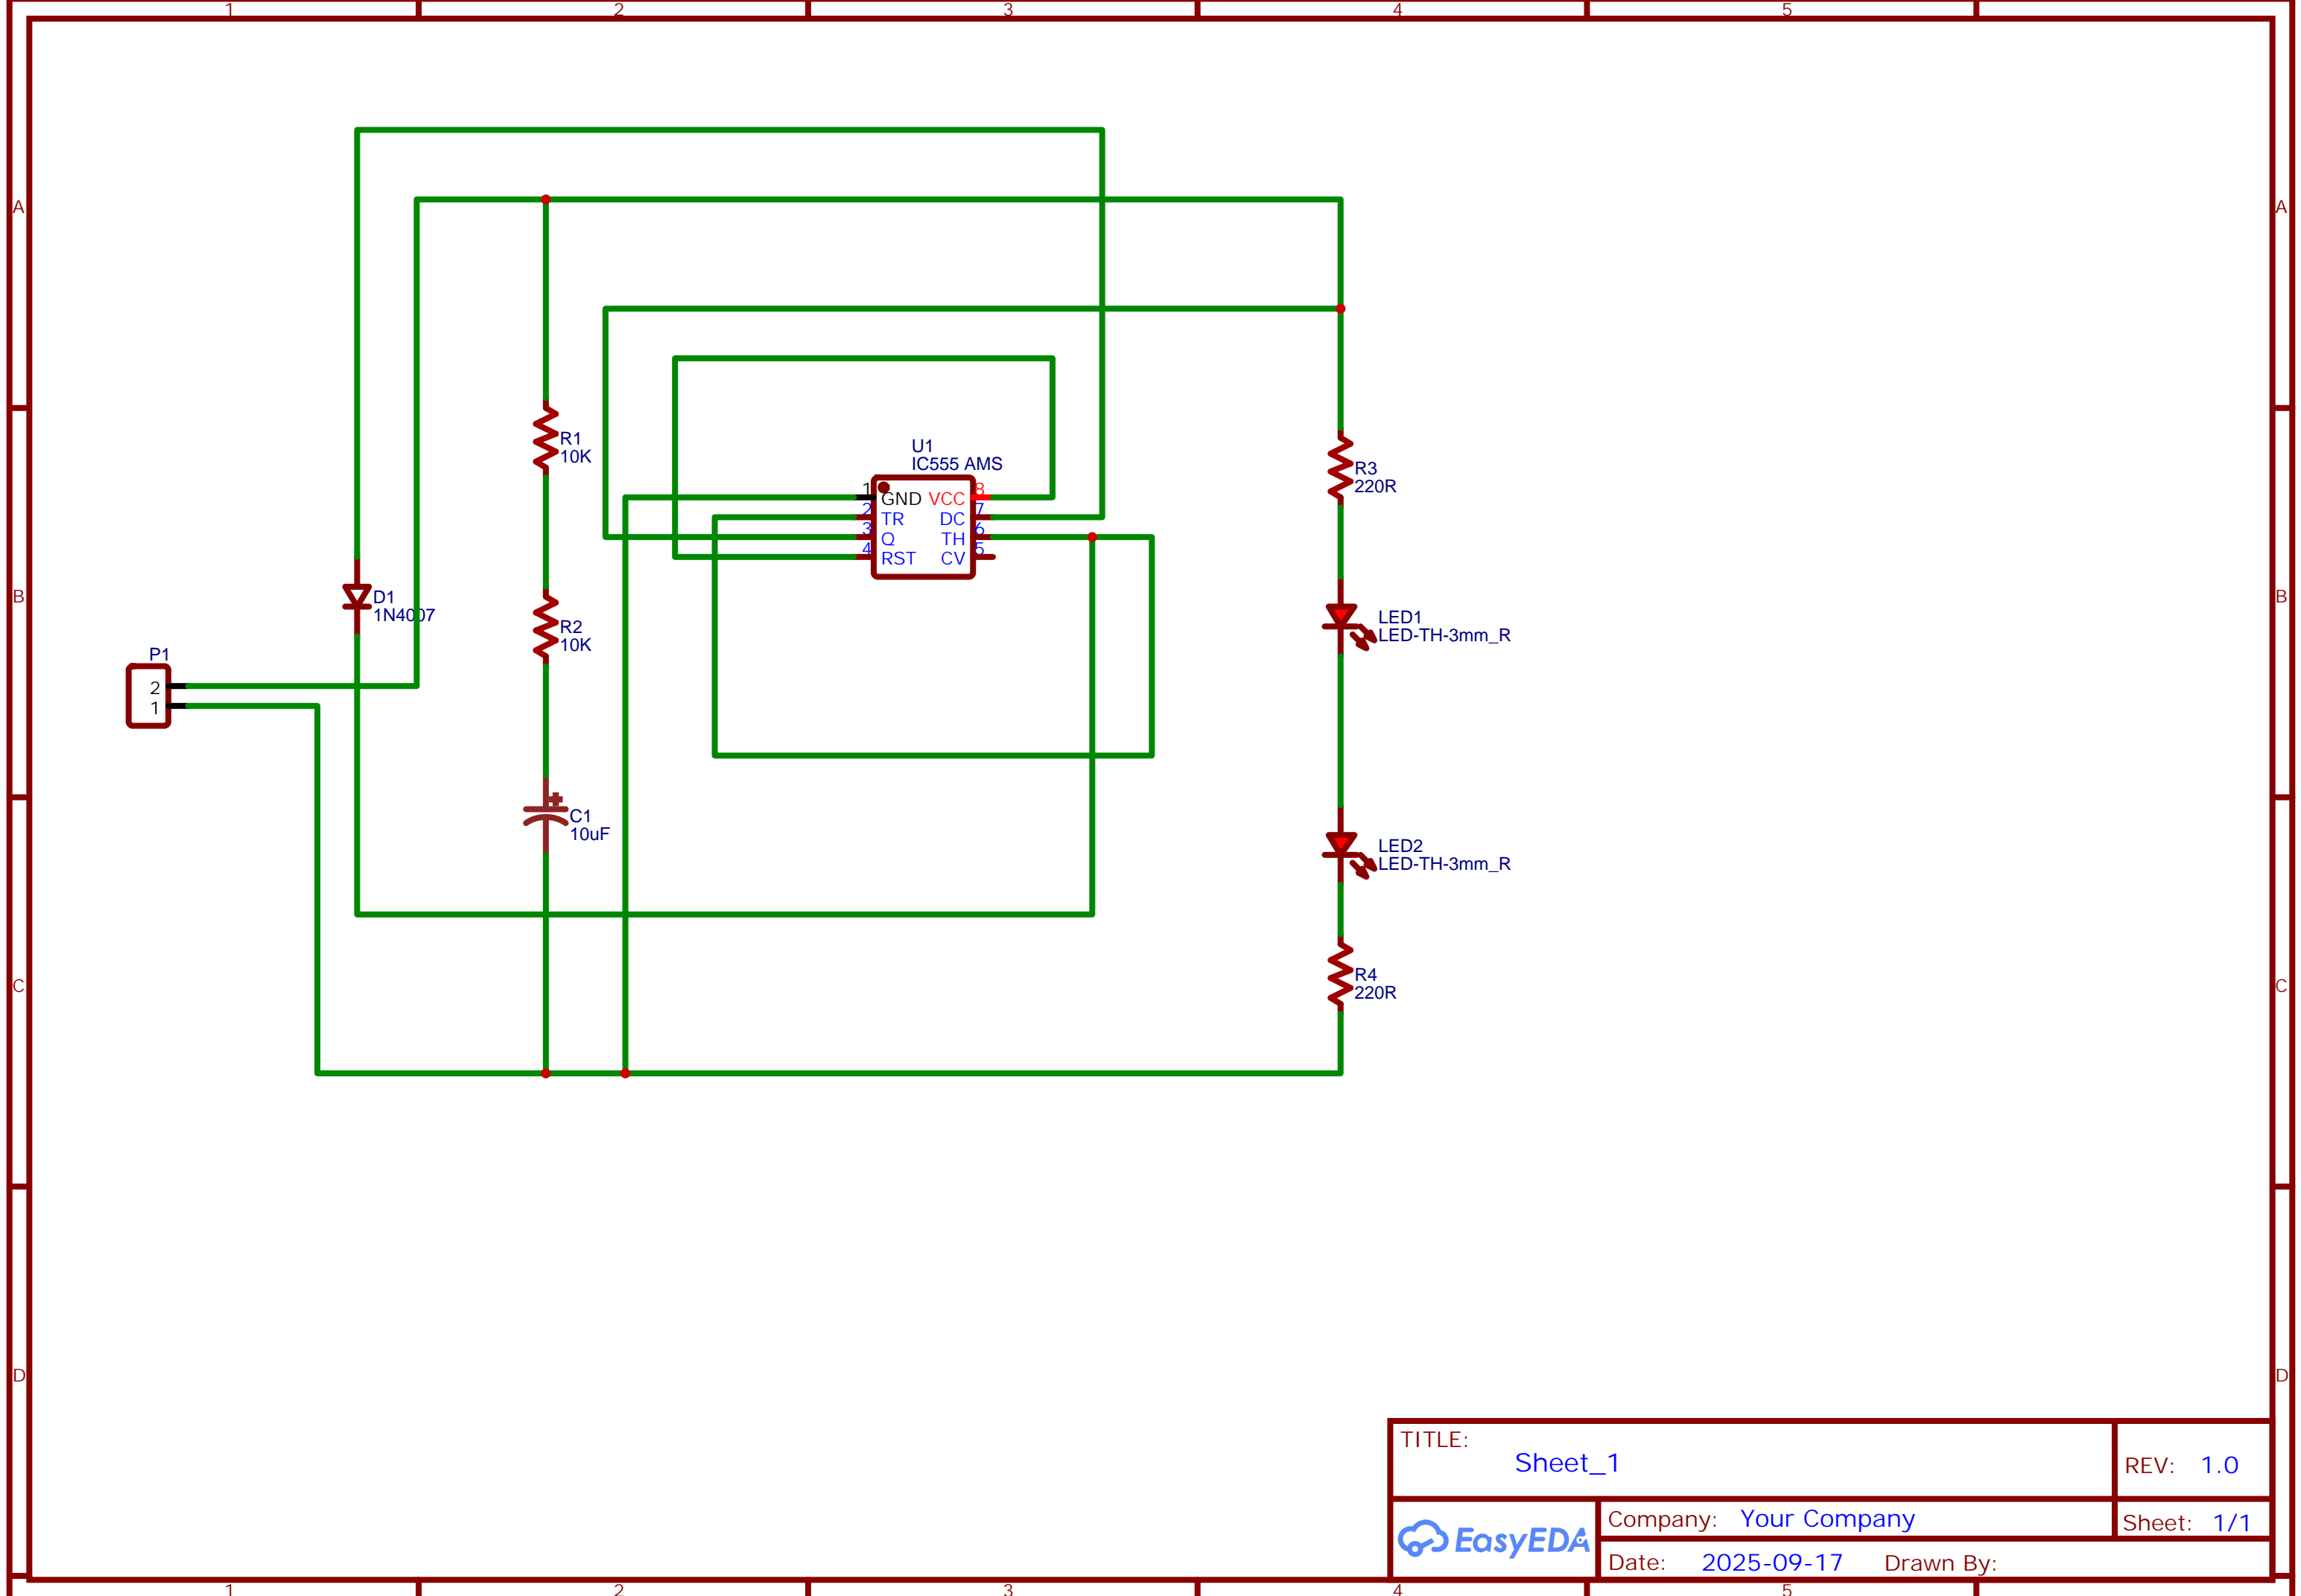 1 2 3 4 5
A A
U1
IC555 AMS
R1
10K
R3
220R
1 GND VCC 8
2 TR DC 7
3 Q TH 6
4 RST CV 5
B B
D1
1N4007
R2
10K
LED1
LED-TH-3mm_R
P1
2
1
C1
10uF
LED2
LED-TH-3mm_R
C C
R4
220R
D D
TITLE:
Sheet_1
REV: 1.0
EasyEDA
Company: Your Company
Sheet: 1/1
Date: 2025-09-17 Drawn By:
1 2 3 4 5